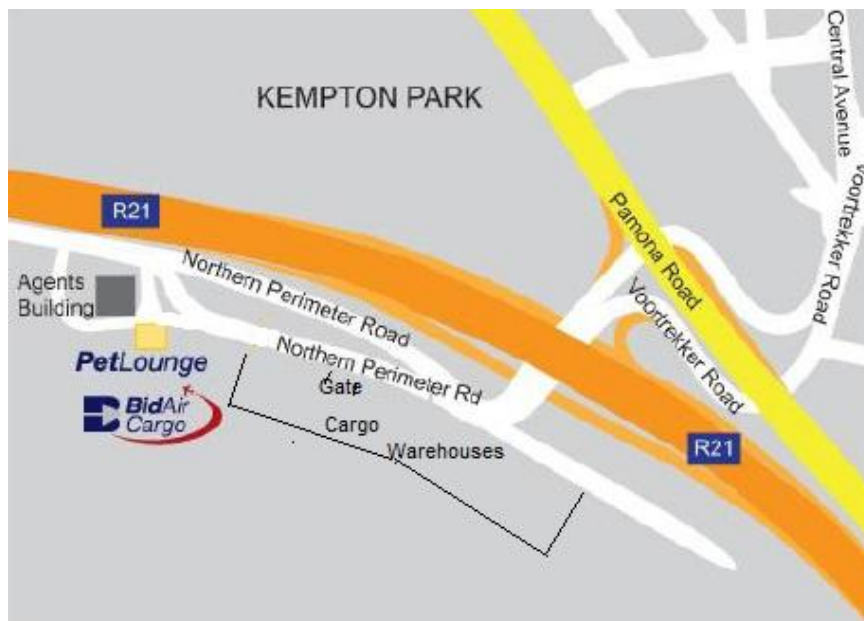 KEMPTON PARK
Central Avenue
Voortrekker Road
Pamona Road
R21
Northern Perimeter Road
Agents
Building
Voortrekker Road
PetLounge
Northern Perimeter Rd
Gate
BidAir
Cargo
Cargo
Warehouses
R21